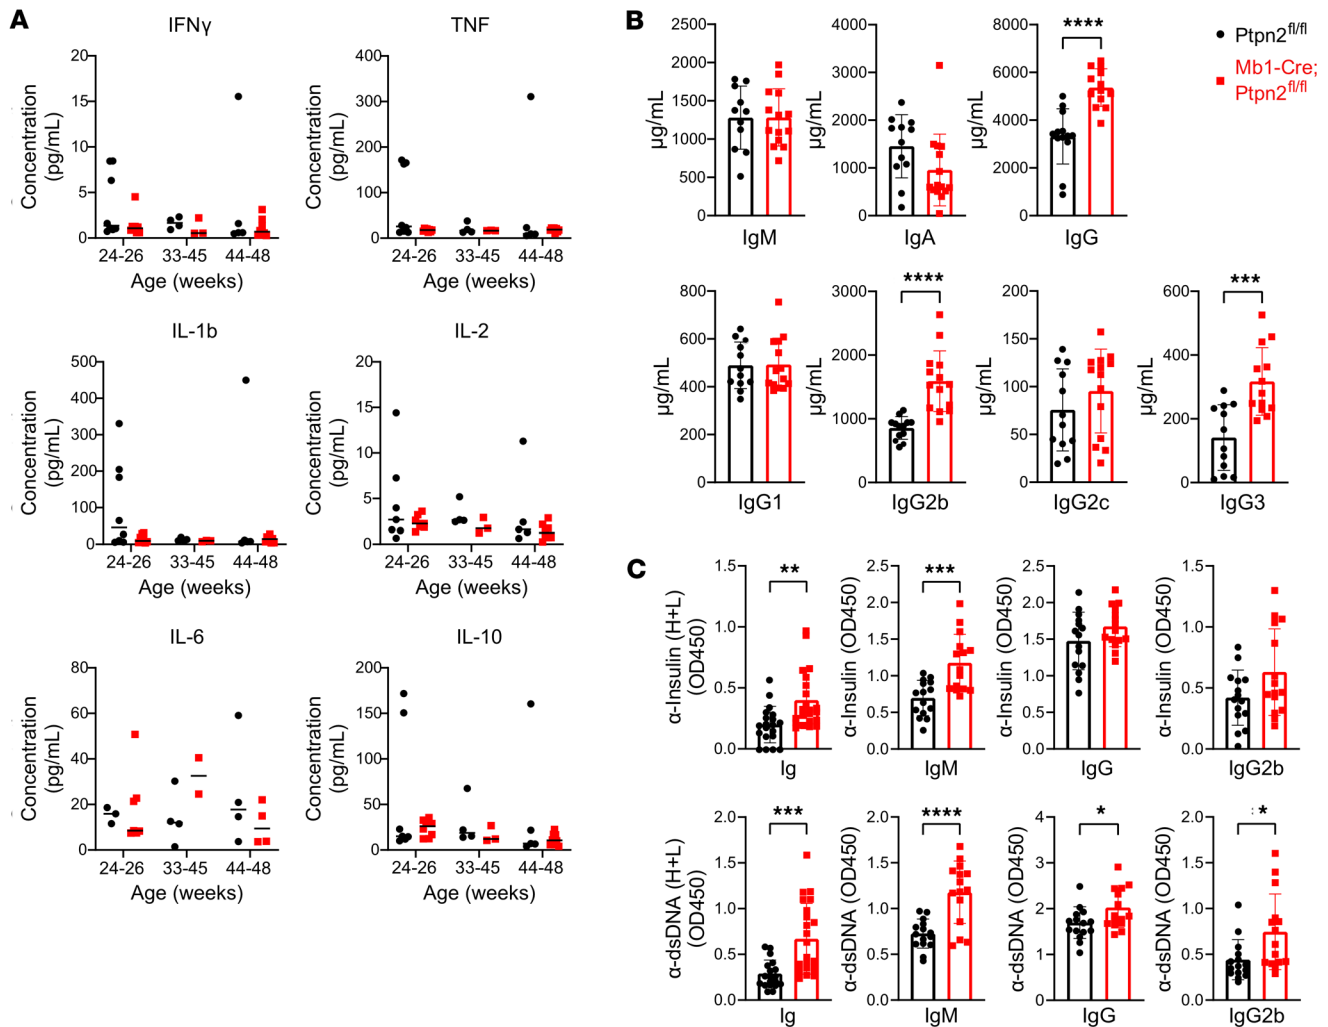 A
IFNγ
Concentration
(pg/mL)
20
15
10
5
0
24-26
33-45
44-48
Age (weeks)
TNF
Concentration
(pg/mL)
400
300
200
100
0
24-26
33-45
44-48
Age (weeks)
IL-1b
Concentration
(pg/mL)
500
400
300
200
100
0
24-26
33-45
44-48
Age (weeks)
IL-2
Concentration
(pg/mL)
20
15
10
5
0
24-26
33-45
44-48
Age (weeks)
IL-6
Concentration
(pg/mL)
80
60
40
20
0
24-26
33-45
44-48
Age (weeks)
IL-10
Concentration
(pg/mL)
200
150
100
50
0
24-26
33-45
44-48
Age (weeks)
B
µg/mL
2500
2000
1500
1000
500
0
IgM
µg/mL
4000
3000
2000
1000
0
IgA
µg/mL
8000
6000
4000
2000
0
****
IgG
Ptpn2fl/fl
Mb1-Cre;
Ptpn2fl/fl
µg/mL
800
600
400
200
0
IgG1
µg/mL
3000
2000
1000
0
****
IgG2b
µg/mL
200
150
100
50
0
IgG2c
µg/mL
600
400
200
0
***
IgG3
C
α-Insulin (H+L)
(OD450)
1.5
1.0
0.5
0.0
**
Ig
α-Insulin (OD450)
2.5
2.0
1.5
1.0
0.5
0.0
***
IgM
α-Insulin (OD450)
2.5
2.0
1.5
1.0
0.5
0.0
IgG
α-Insulin (OD450)
1.5
1.0
0.5
0.0
IgG2b
α-dsDNA (H+L)
(OD450)
2.0
1.5
1.0
0.5
0.0
***
Ig
α-dsDNA (OD450)
2.0
1.5
1.0
0.5
0.0
****
IgM
α-dsDNA (OD450)
4
3
2
1
0
*
IgG
α-dsDNA (OD450)
2.0
1.5
1.0
0.5
0.0
*
IgG2b